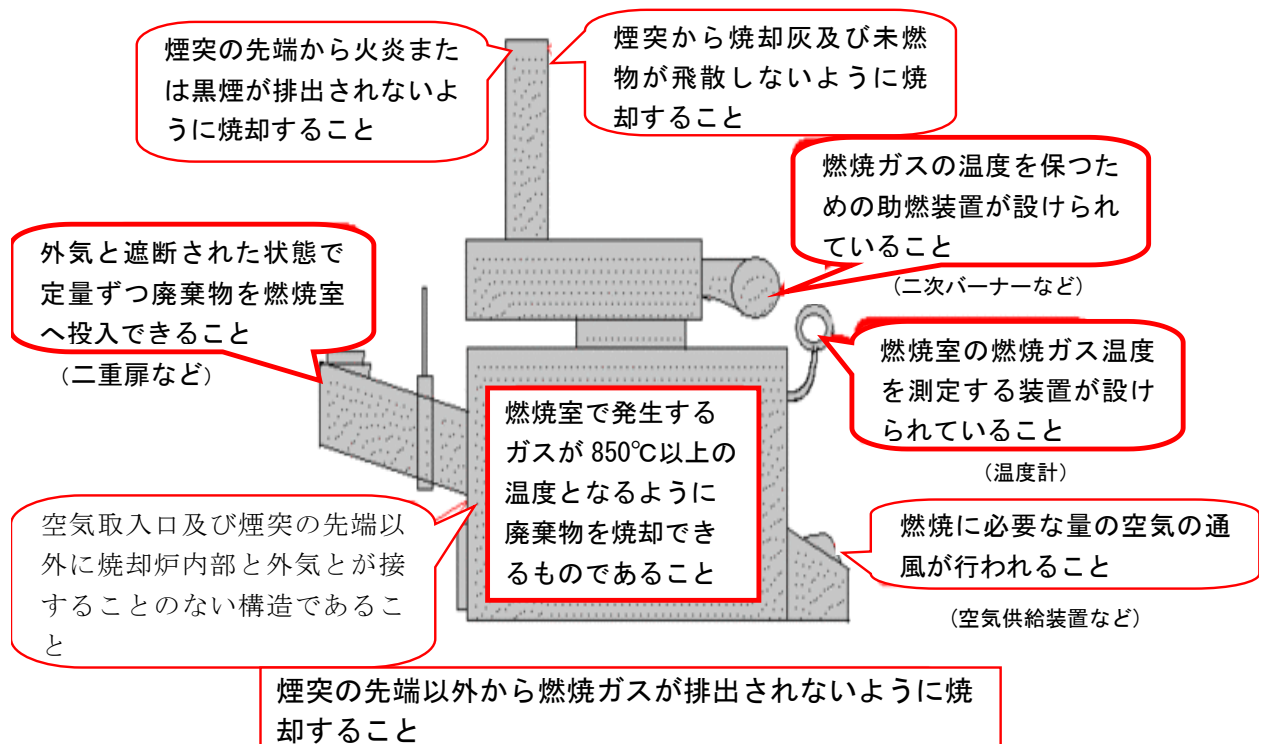 煙突の先端から火炎また
は黒煙が排出されないよ
うに焼却すること
煙突から焼却灰及び未燃
物が飛散しないように焼
却すること
燃焼ガスの温度を保つた
めの助燃装置が設けられ
ていること
(二次バーナーなど)
外気と遮断された状態で
定量ずつ廃棄物を燃焼室
へ投入できること
(二重扉など)
燃焼室の燃焼ガス温度
を測定する装置が設け
られていること
(温度計)
燃焼室で発生する
ガスが 850℃以上の
温度となるように
廃棄物を焼却でき
るものであること
空気取入口及び煙突の先端以
外に焼却炉内部と外気とが接
することのない構造であるこ
と
燃焼に必要な量の空気の通
風が行われること
(空気供給装置など)
煙突の先端以外から燃焼ガスが排出されないように焼
却すること